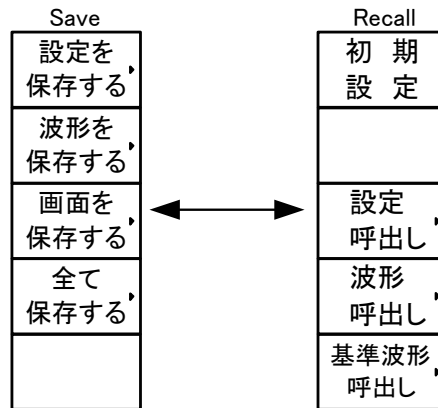 Save
設定を
保存する
波形を
保存する
画面を
保存する
全て
保存する
Recall
初 期
設 定
設定
呼出し
波形
呼出し
基準波形
呼出し